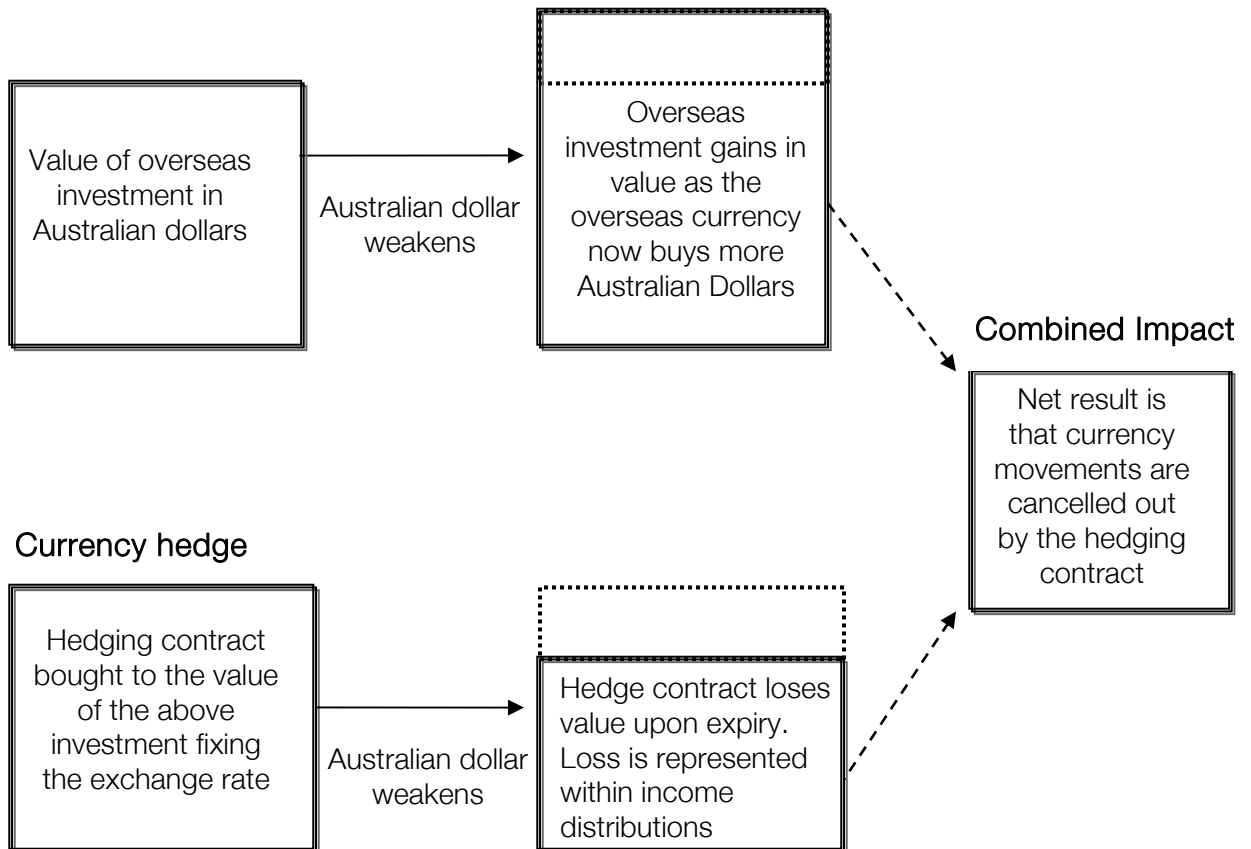 Value of overseas
investment in
Australian dollars
Australian dollar
weakens
Overseas
investment gains in
value as the
overseas currency
now buys more
Australian Dollars
Combined Impact
Net result is
that currency
movements are
cancelled out
by the hedging
contract
Currency hedge
Hedging contract
bought to the value
of the above
investment fixing
the exchange rate
Australian dollar
weakens
Hedge contract loses
value upon expiry.
Loss is represented
within income
distributions